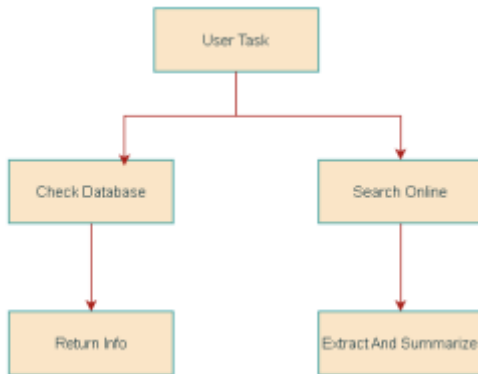 User Task
Check Database
Search Online
Return Info
Extract And Summarize